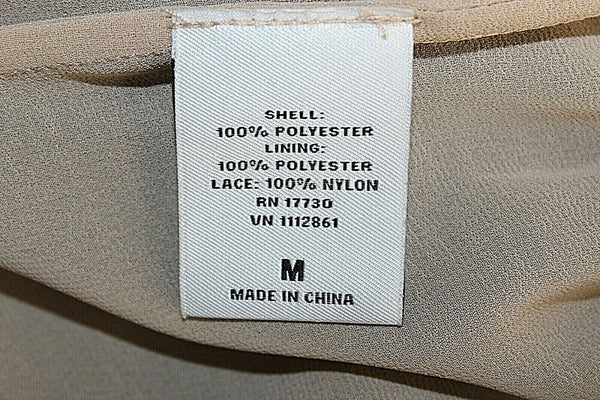 SHELL:
100% POLYESTER
LINING:
100% POLYESTER
LACE: 100% NYLON
RN 17730
VN 1112861
M
MADE IN CHINA